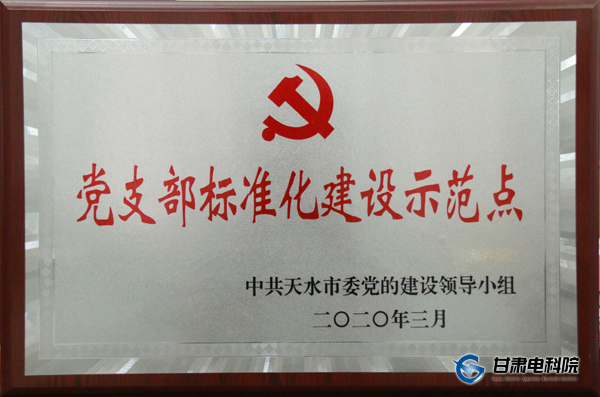 党支部标准化建设示范点
中共天水市委党的建设领导小组
二〇二〇年三月
甘肃电科院